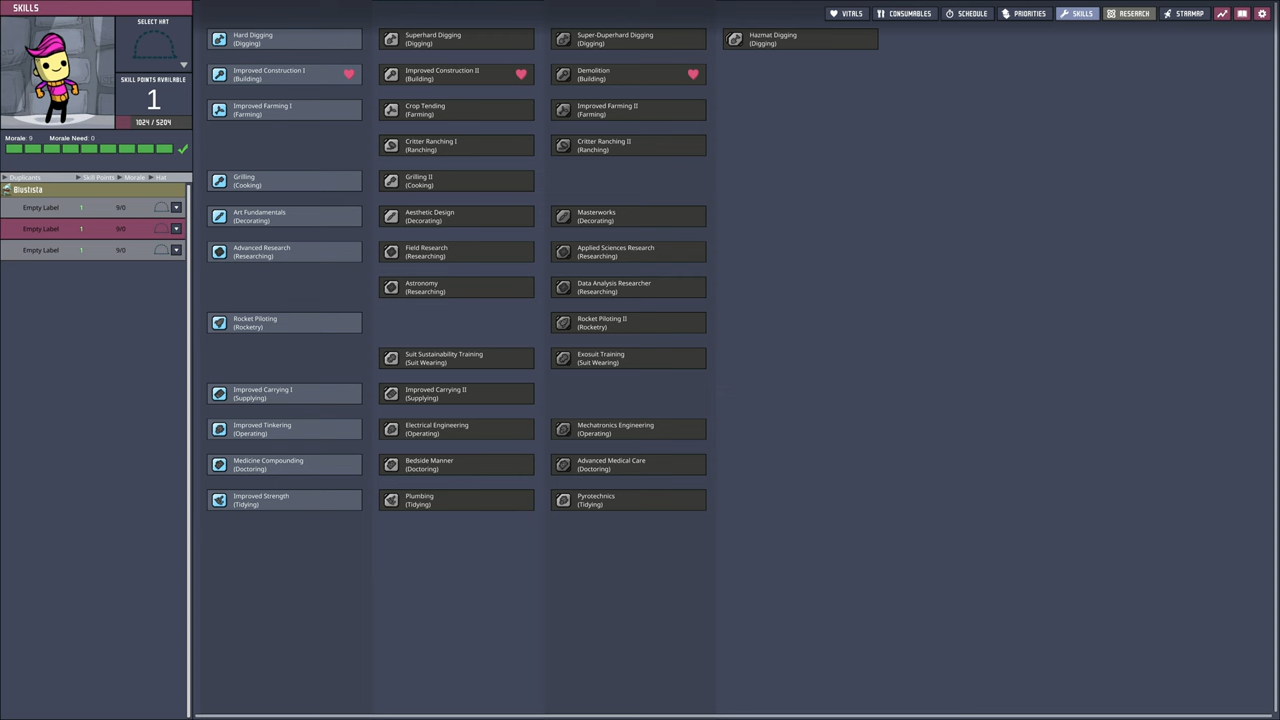 SKILLS
VITALS
CONSUMABLES
SCHEDULE
PRIORITIES
SKILLS
RESEARCH
STARMAP
SELECT HAT
SKILL POINTS AVAILABLE
1
1024 / 5204
Morale: 9
Morale Need: 0
Duplicants
Skill Points
Morale
Hat
Blustista
Empty Label 1 9/0
Empty Label 1 9/0
Empty Label 1 9/0
Hard Digging
(Digging)
Superhard Digging
(Digging)
Super-Duperhard Digging
(Digging)
Hazmat Digging
(Digging)
Improved Construction I
(Building)
Improved Construction II
(Building)
Demolition
(Building)
Improved Farming I
(Farming)
Crop Tending
(Farming)
Improved Farming II
(Farming)
Critter Ranching I
(Ranching)
Critter Ranching II
(Ranching)
Grilling
(Cooking)
Grilling II
(Cooking)
Art Fundamentals
(Decorating)
Aesthetic Design
(Decorating)
Masterworks
(Decorating)
Advanced Research
(Researching)
Field Research
(Researching)
Applied Sciences Research
(Researching)
Astronomy
(Researching)
Data Analysis Researcher
(Researching)
Rocket Piloting
(Rocketry)
Rocket Piloting II
(Rocketry)
Suit Sustainability Training
(Suit Wearing)
Exosuit Training
(Suit Wearing)
Improved Carrying I
(Supplying)
Improved Carrying II
(Supplying)
Improved Tinkering
(Operating)
Electrical Engineering
(Operating)
Mechatronics Engineering
(Operating)
Medicine Compounding
(Doctoring)
Bedside Manner
(Doctoring)
Advanced Medical Care
(Doctoring)
Improved Strength
(Tidying)
Plumbing
(Tidying)
Pyrotechnics
(Tidying)